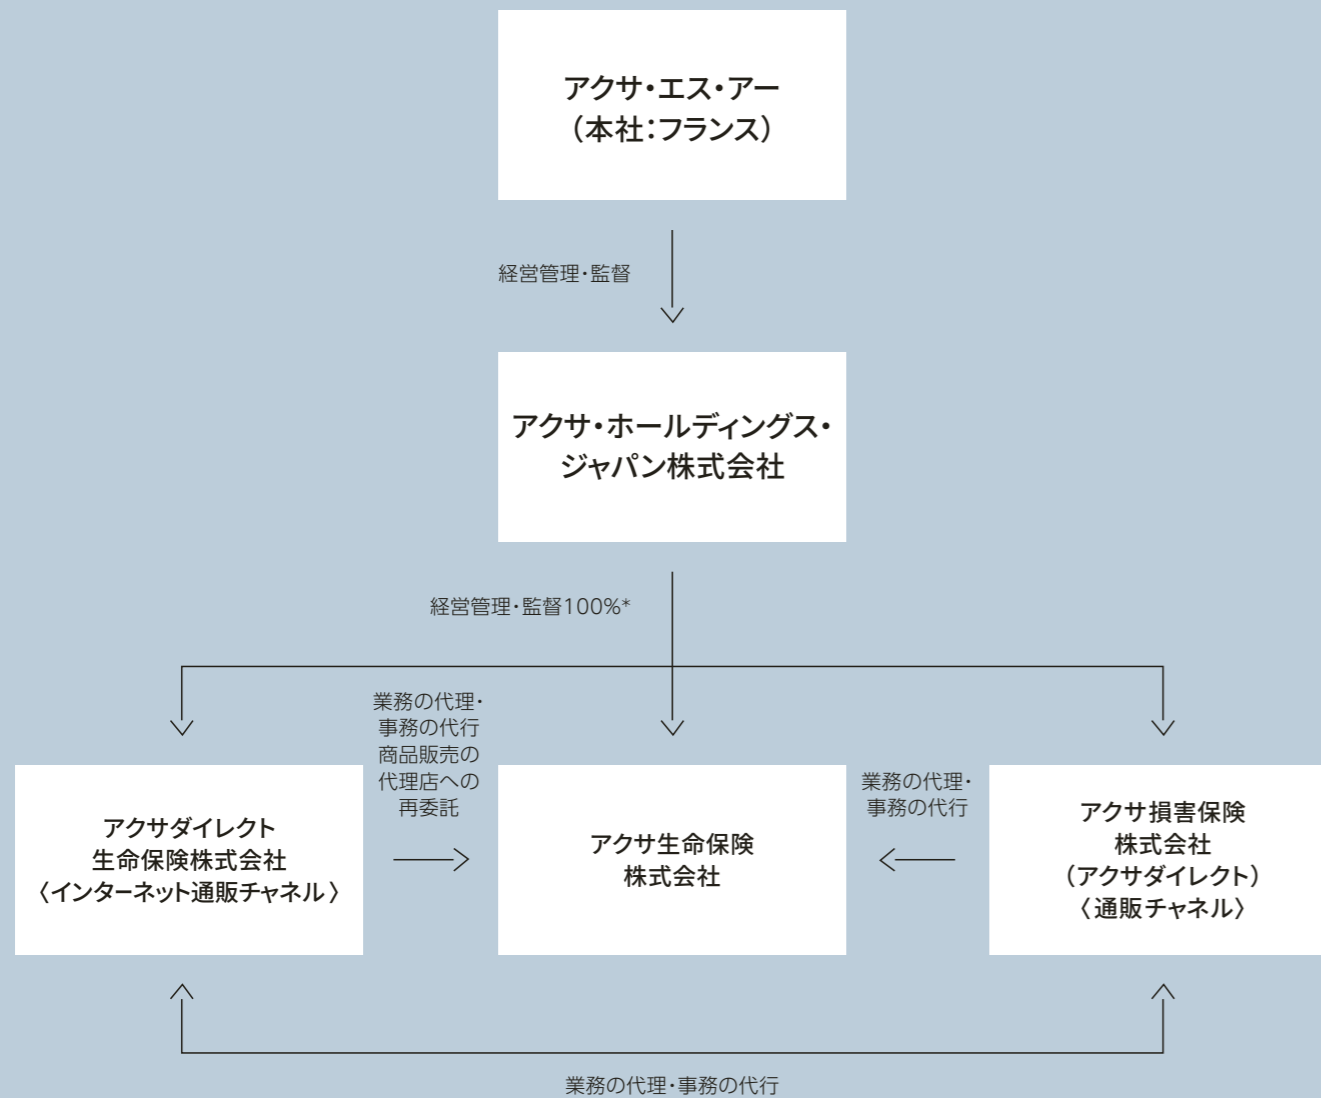 アクサ・エス・アー
（本社：フランス）
経営管理・監督
アクサ・ホールディングス・
ジャパン株式会社
経営管理・監督100%*
業務の代理・
事務の代行
商品販売の
代理店への
再委託
業務の代理・
事務の代行
アクサダイレクト
生命保険株式会社
〈インターネット通販チャネル〉
アクサ生命保険
株式会社
アクサ損害保険
株式会社
（アクサダイレクト）
〈通販チャネル〉
業務の代理・事務の代行